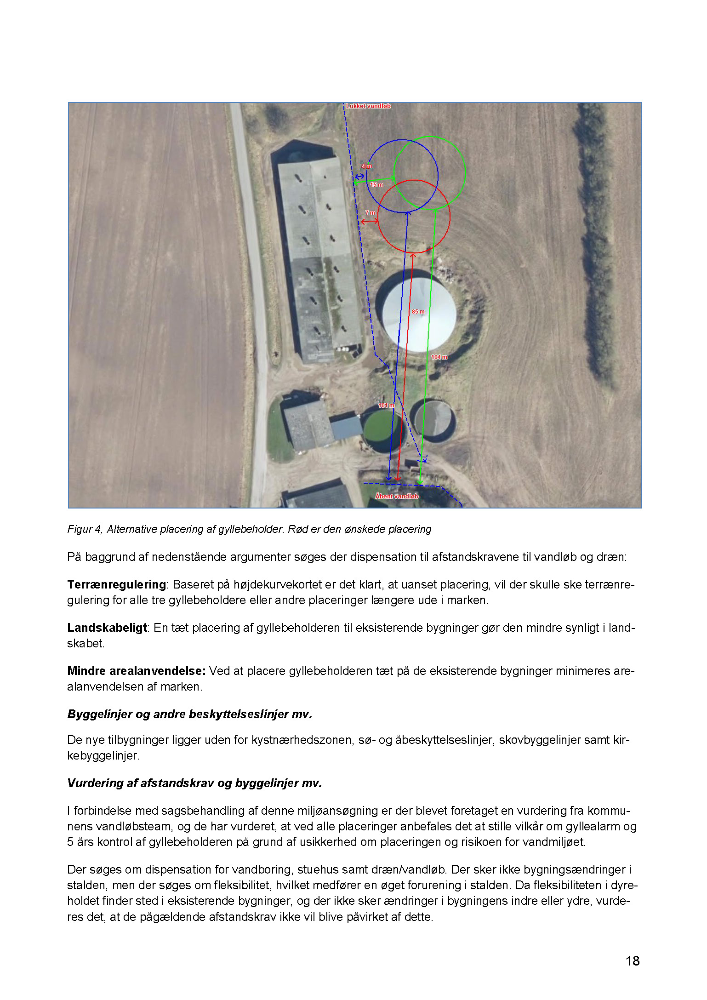 Lukket vandløb
4 m
15 m
7 m
85 m
104 m
101 m
Åbent vandløb
Figur 4, Alternative placering af gyllebeholder. Rød er den ønskede placering
På baggrund af nedenstående argumenter søges der dispensation til afstandskravene til vandløb og dræn:
Terrænregulering: Baseret på højdekurvekortet er det klart, at uanset placering, vil der skulle ske terrænre-
gulering for alle tre gyllebeholdere eller andre placeringer længere ude i marken.
Landskabeligt: En tæt placering af gyllebeholderen til eksisterende bygninger gør den mindre synligt i land-
skabet.
Mindre arealanvendelse: Ved at placere gyllebeholderen tæt på de eksisterende bygninger minimeres are-
alanvendelsen af marken.
Byggelinjer og andre beskyttelseslinjer mv.
De nye tilbygninger ligger uden for kystnærhedszonen, sø- og åbeskyttelseslinjer, skovbyggelinjer samt kir-
kebyggelinjer.
Vurdering af afstandskrav og byggelinjer mv.
I forbindelse med sagsbehandling af denne miljøansøgning er der blevet foretaget en vurdering fra kommu-
nens vandløbsteam, og de har vurderet, at ved alle placeringer anbefales det at stille vilkår om gyllealarm og
5 års kontrol af gyllebeholderen på grund af usikkerhed om placeringen og risikoen for vandmiljøet.
Der søges om dispensation for vandboring, stuehus samt dræn/vandløb. Der sker ikke bygningsændringer i
stalden, men der søges om fleksibilitet, hvilket medfører en øget forurening i stalden. Da fleksibiliteten i dyre-
holdet finder sted i eksisterende bygninger, og der ikke sker ændringer i bygningens indre eller ydre, vurde-
res det, at de pågældende afstandskrav ikke vil blive påvirket af dette.
18